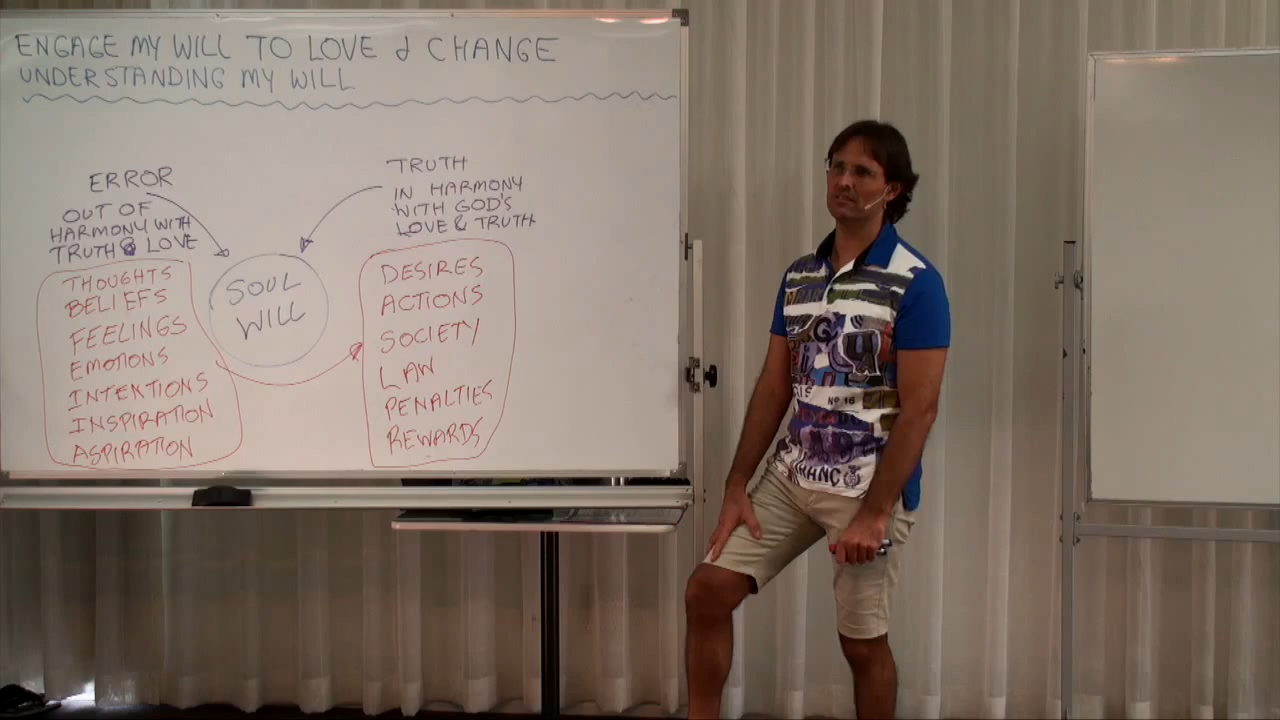 ENGAGE MY WILL TO LOVE & CHANGE
UNDERSTANDING MY WILL
ERROR
OUT OF
HARMONY WITH
TRUTH & LOVE
TRUTH
IN HARMONY
WITH GOD'S
LOVE & TRUTH
SOUL
WILL
THOUGHTS
BELIEFS
FEELINGS
EMOTIONS
INTENTIONS
INSPIRATION
ASPIRATION
DESIRES
ACTIONS
SOCIETY
LAW
PENALTIES
REWARDS
No 16